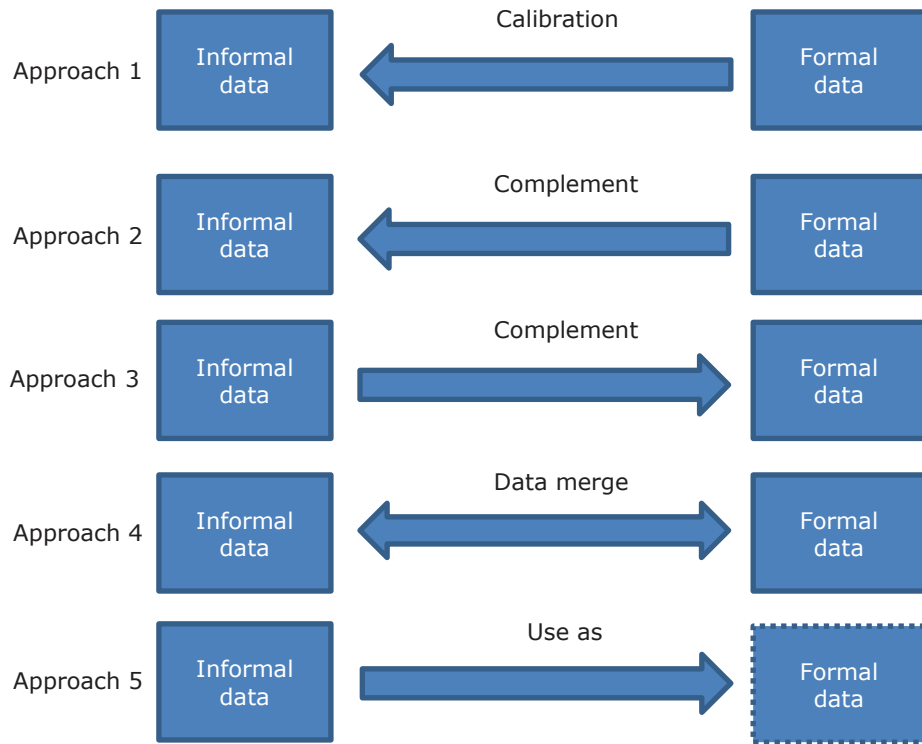 Calibration
Approach 1
Informal
data
Formal
data
Complement
Approach 2
Informal
data
Formal
data
Complement
Approach 3
Informal
data
Formal
data
Data merge
Approach 4
Informal
data
Formal
data
Use as
Approach 5
Informal
data
Formal
data